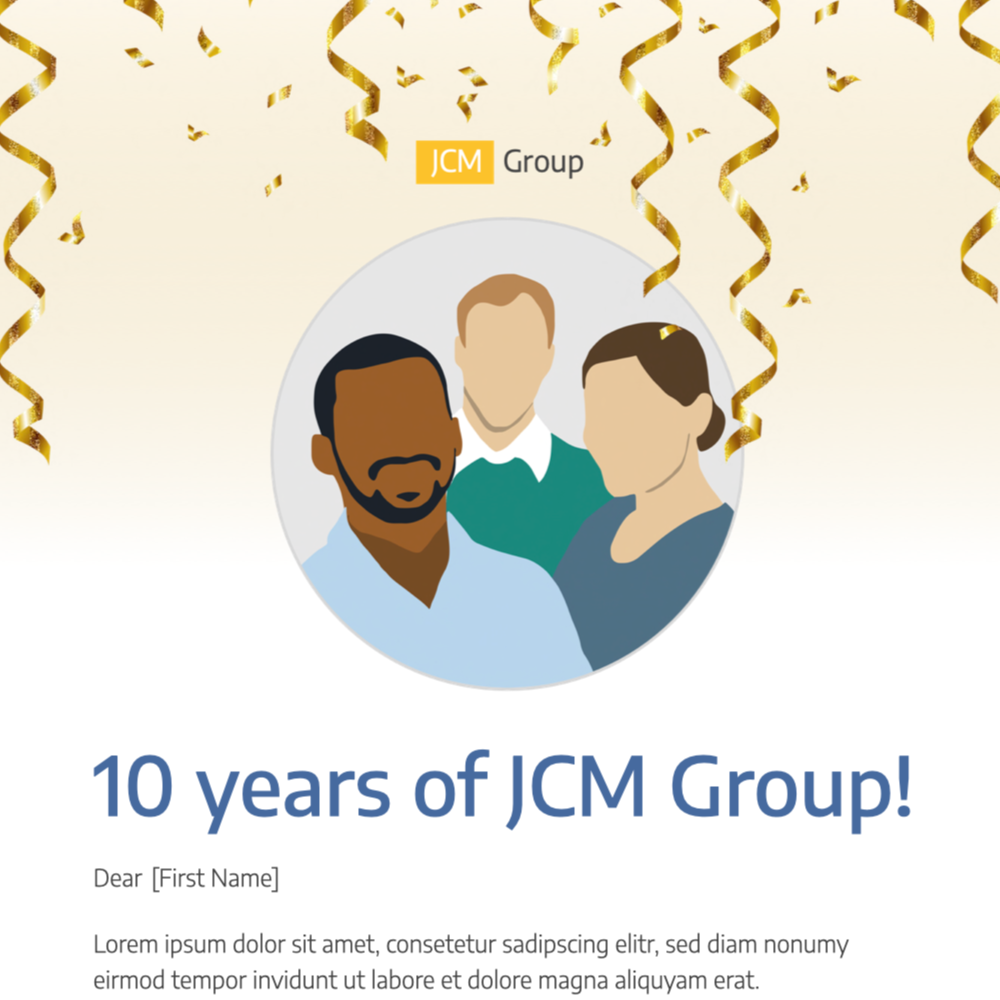 JCM Group
10 years of JCM Group!
Dear [First Name]
Lorem ipsum dolor sit amet, consetetur sadipscing elitr, sed diam nonumy
eirmod tempor invidunt ut labore et dolore magna aliquyam erat.